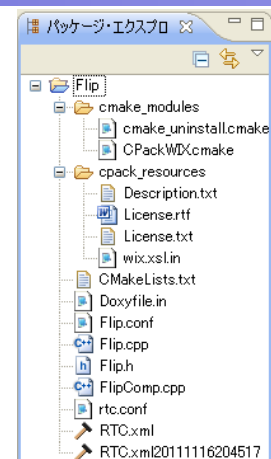 パッケージ・エクスプロ
Flip
cmake_modules
cmake_uninstall.cmake
CPackWIX.cmake
cpack_resources
Description.txt
License.rtf
License.txt
wix.xsl.in
CMakeLists.txt
Doxyfile.in
Flip.conf
Flip.cpp
Flip.h
FlipComp.cpp
rtc.conf
RTC.xml
RTC.xml20111116204517